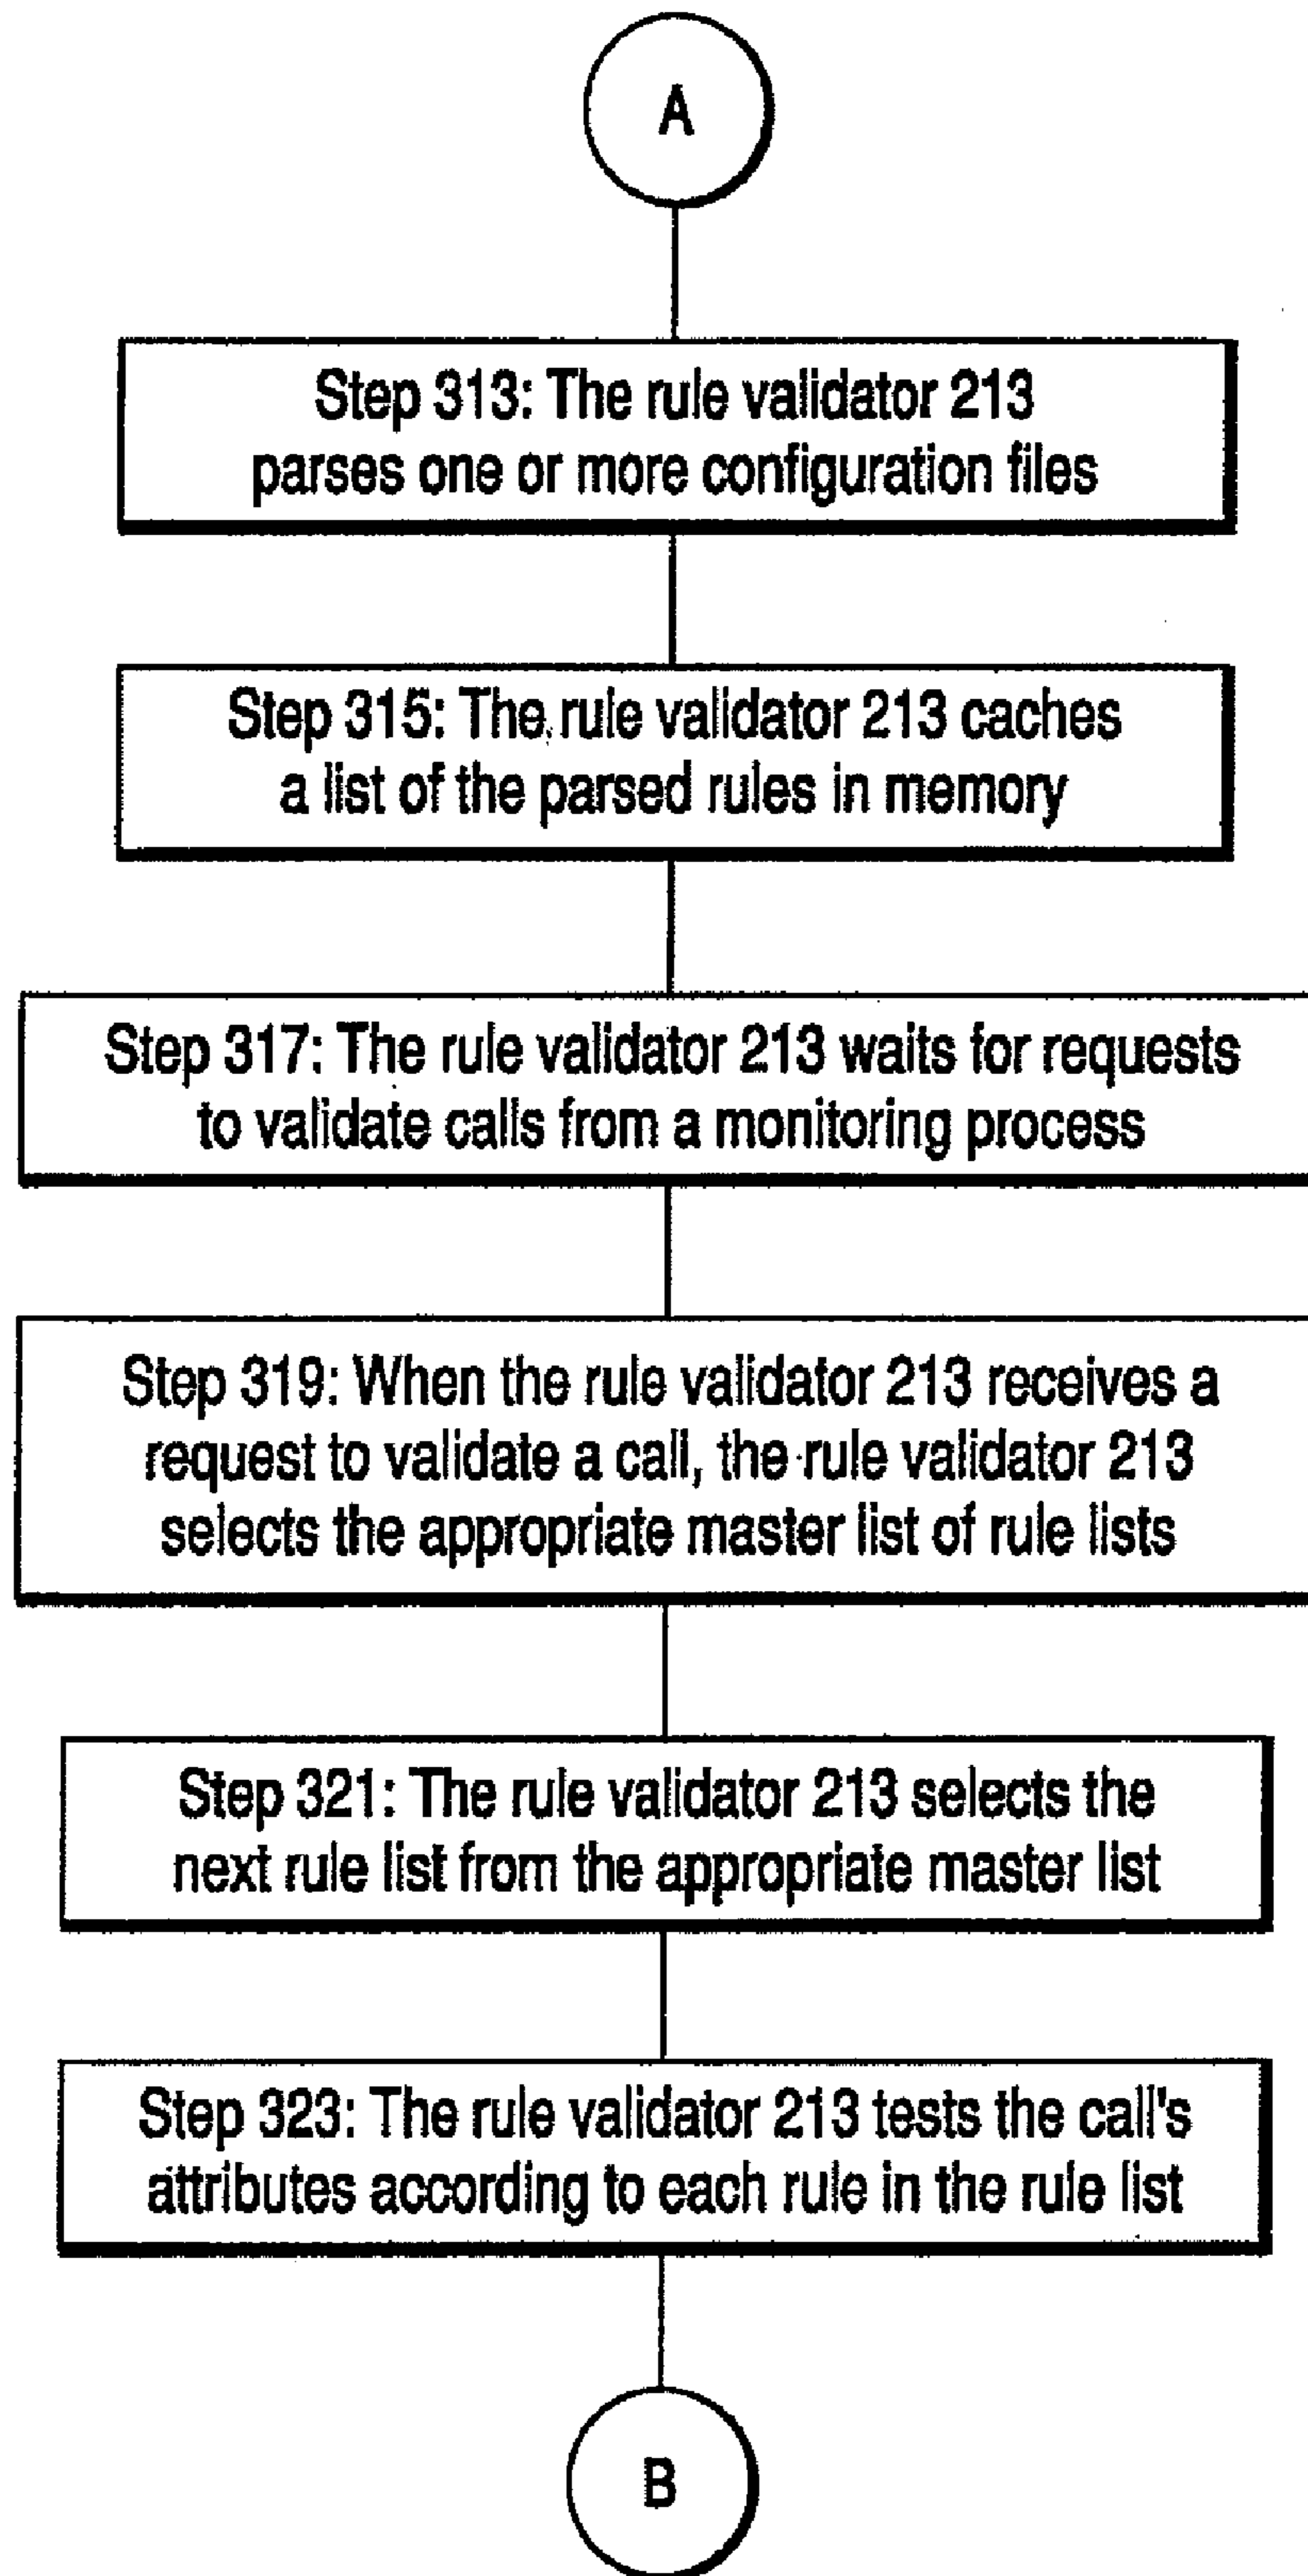 A
Step 313: The rule validator 213
parses one or more configuration files
Step 315: The rule validator 213 caches
a list of the parsed rules in memory
Step 317: The rule validator 213 waits for requests
to validate calls from a monitoring process
Step 319: When the rule validator 213 receives a
request to validate a call, the rule validator 213
selects the appropriate master list of rule lists
Step 321: The rule validator 213 selects the
next rule list from the appropriate master list
Step 323: The rule validator 213 tests the call's
attributes according to each rule in the rule list
B